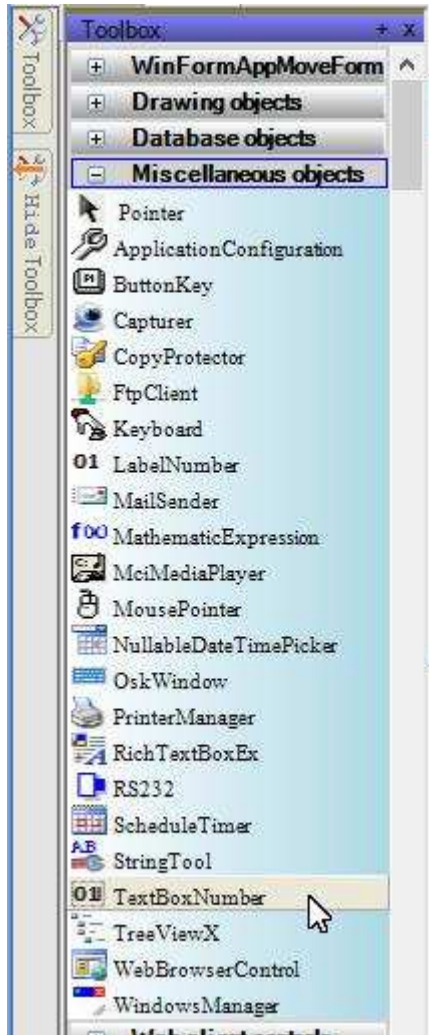 Toolbox + x
Toolbox
Hide Toolbox
WinFormAppMoveForm
Drawing objects
Database objects
Miscellaneous objects
Pointer
ApplicationConfiguration
ButtonKey
Capturer
CopyProtector
FtpClient
Keyboard
01 LabelNumber
MailSender
f(x) MathematicExpression
MciMediaPlayer
MousePointer
NullableDateTimePicker
OskWindow
PrinterManager
RichTextBoxEx
RS232
ScheduleTimer
AB StringTool
01 TextBoxNumber
TreeViewX
WebBrowserControl
WindowsManager